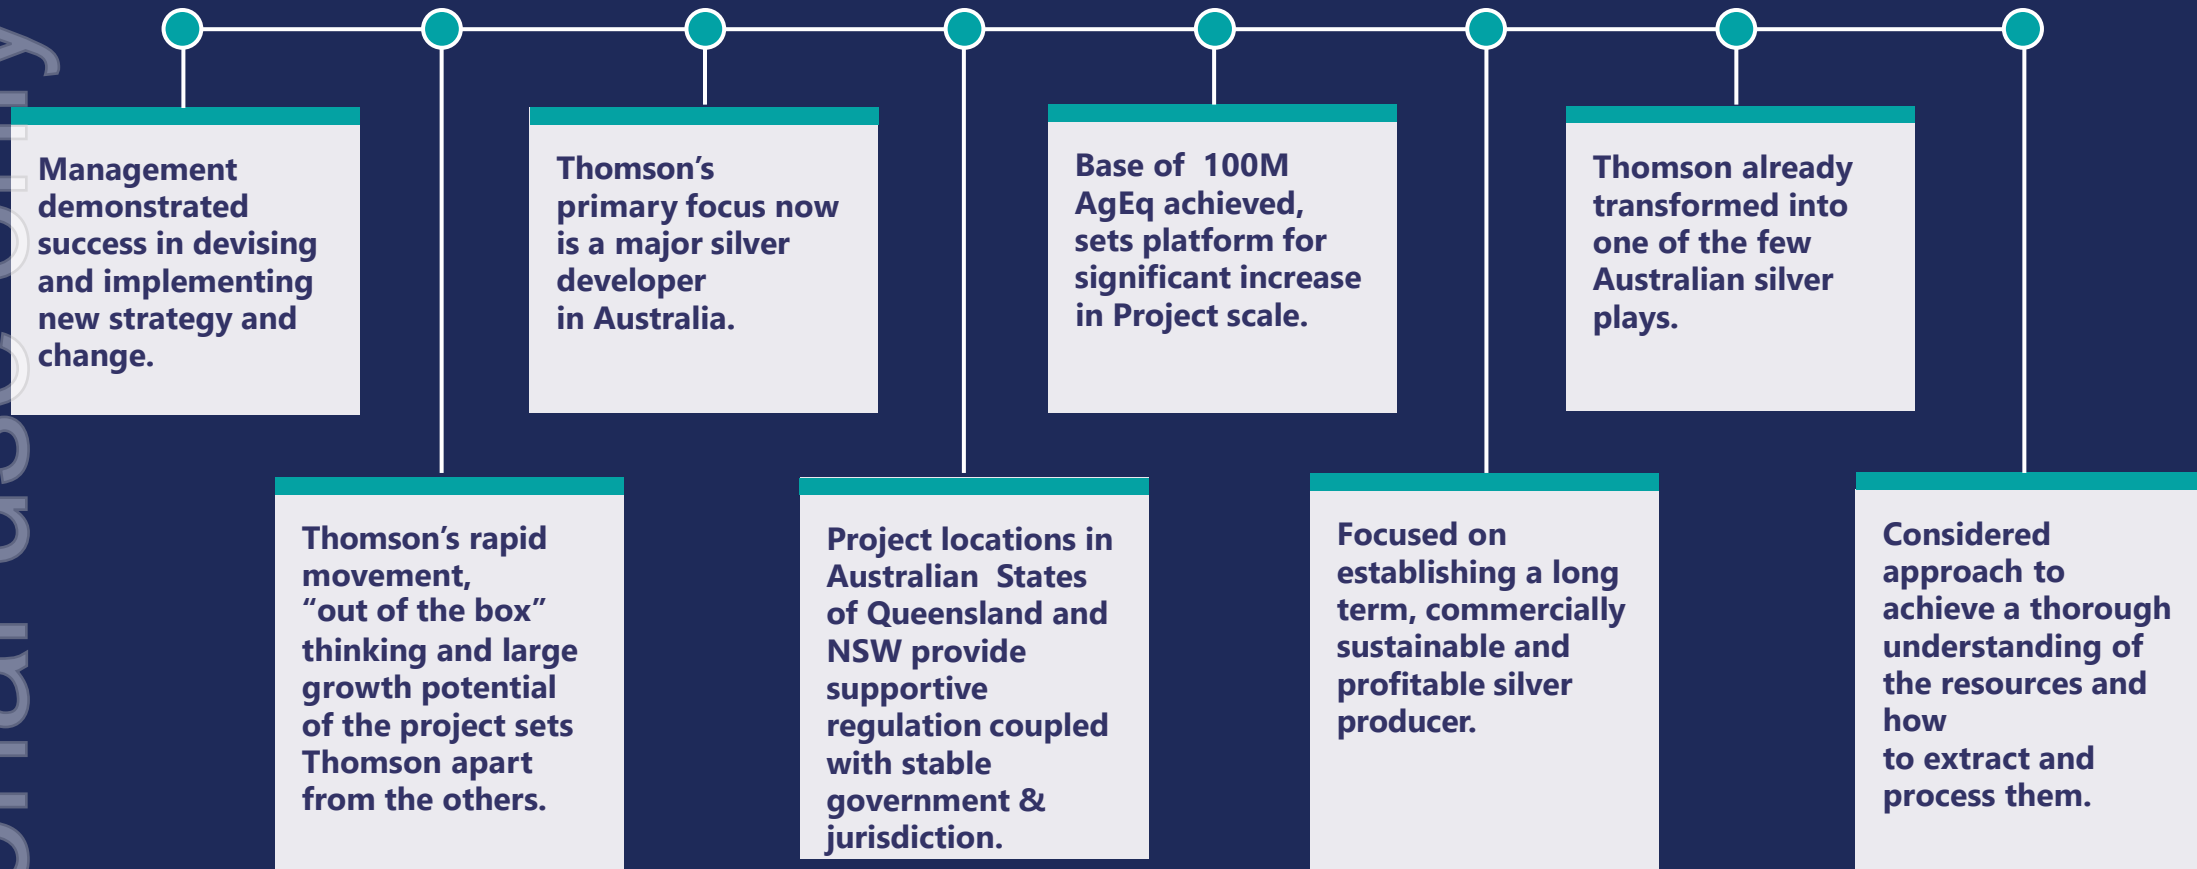 Management
demonstrated
success in devising
and implementing
new strategy and
change.
Thomson’s rapid
movement,
“out of the box”
thinking and large
growth potential
of the project sets
Thomson apart
from the others.
Thomson’s
primary focus now
is a major silver
developer
in Australia.
Project locations in
Australian  States
of Queensland and
NSW provide
supportive
regulation coupled
with stable
government &
jurisdiction.
Base of  100M
AgEq achieved,
sets platform for
significant increase
in Project scale.
Focused on
establishing a long
term, commercially
sustainable and
profitable silver
producer.
Thomson already
transformed into
one of the few
Australian silver
plays.
Considered
approach to
achieve a thorough
understanding of
the resources and
how
to extract and
process them.